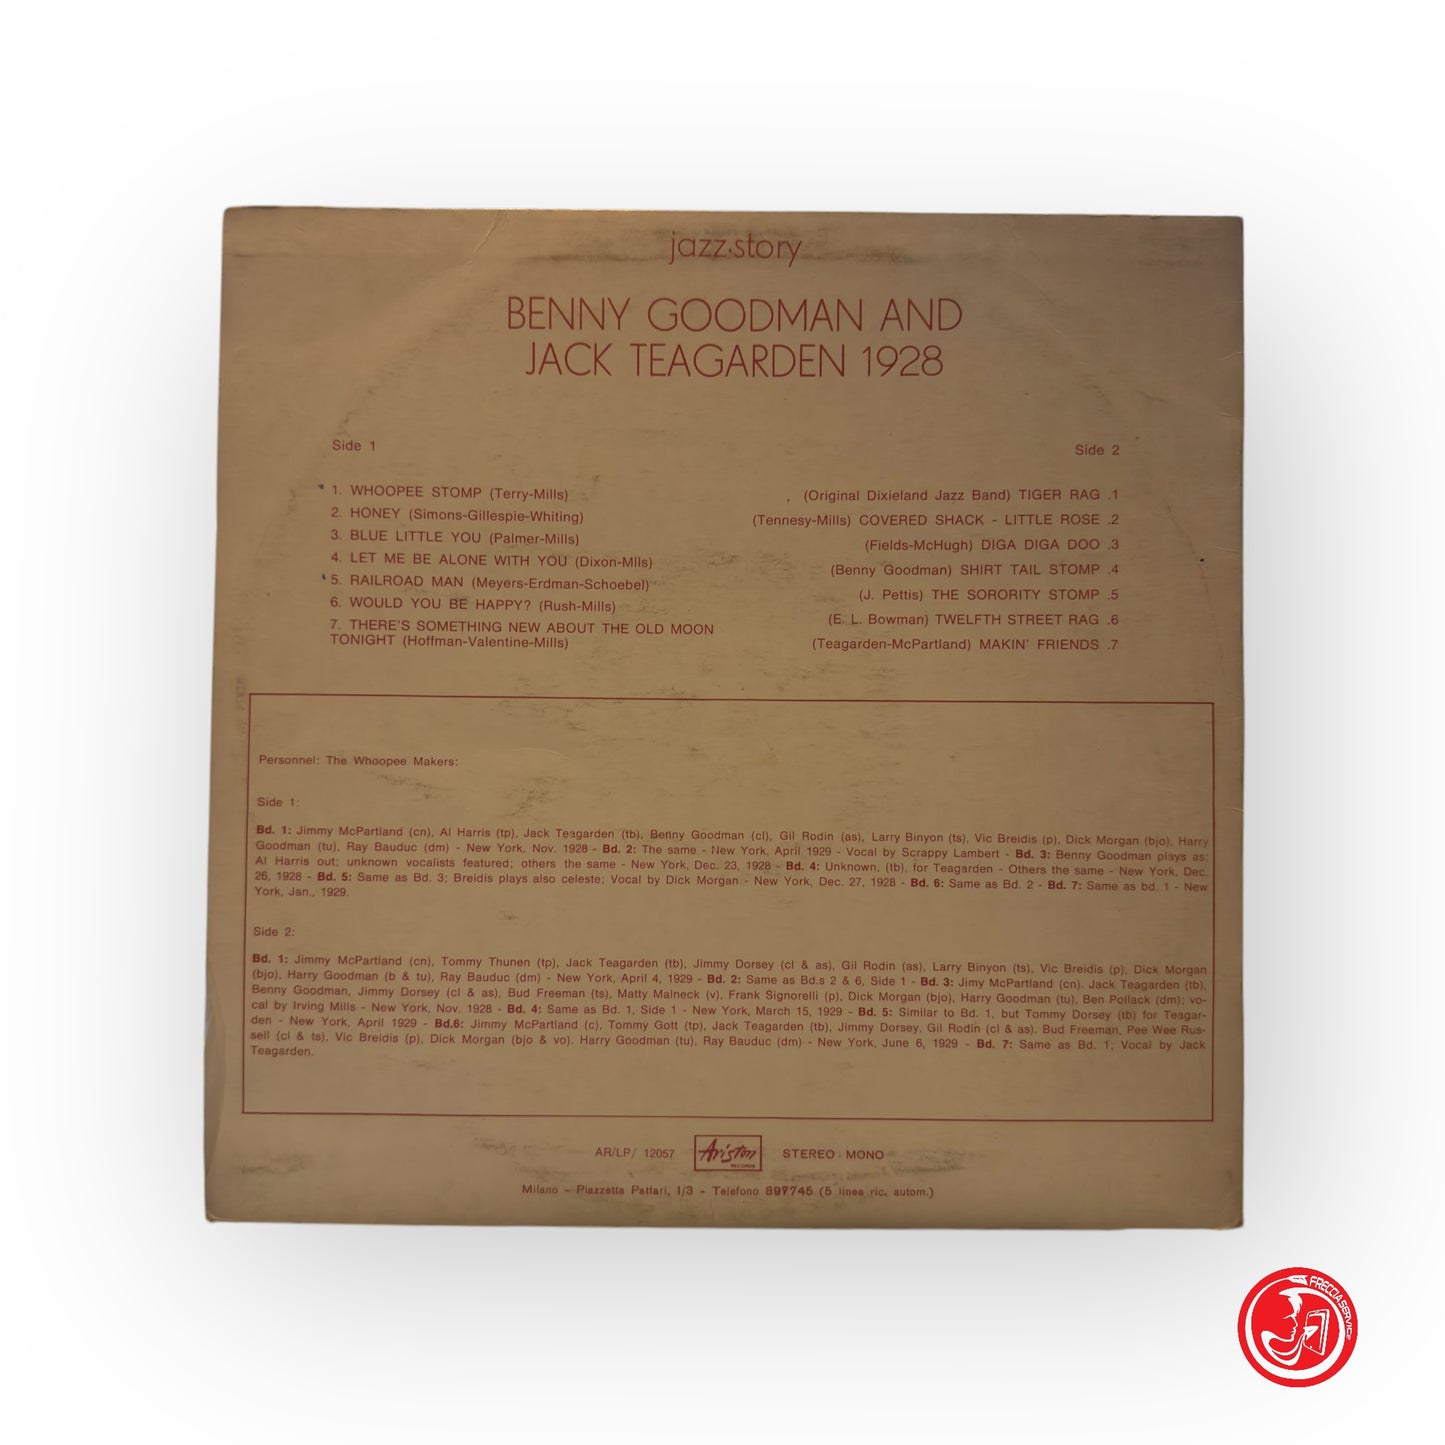 jazz·story
BENNY GOODMAN AND
JACK TEAGARDEN 1928
Side 1
1. WHOOPEE STOMP (Terry-Mills)
2. HONEY (Simons-Gillespie-Whiting)
3. BLUE LITTLE YOU (Palmer-Mills)
4. LET ME BE ALONE WITH YOU (Dixon-Mlls)
5. RAILROAD MAN (Meyers-Erdman-Schoebel)
6. WOULD YOU BE HAPPY? (Rush-Mills)
7. THERE'S SOMETHING NEW ABOUT THE OLD MOON
TONIGHT (Hoffman-Valentine-Mills)
Side 2
(Original Dixieland Jazz Band) TIGER RAG .1
(Tennesy-Mills) COVERED SHACK - LITTLE ROSE .2
(Fields-McHugh) DIGA DIGA DOO .3
(Benny Goodman) SHIRT TAIL STOMP .4
(J. Pettis) THE SORORITY STOMP .5
(E. L. Bowman) TWELFTH STREET RAG .6
(Teagarden-McPartland) MAKIN' FRIENDS .7
Personnel: The Whoopee Makers:
Side 1:
Bd. 1: Jimmy McPartland (cn), Al Harris (tp), Jack Teagarden (tb), Benny Goodman (cl), Gil Rodin (as), Larry Binyon (ts), Vic Breidis (p), Dick Morgan (bjo), Harry
Goodman (tu), Ray Bauduc (dm) - New York, Nov. 1928 - Bd. 2: The same - New York, April 1929 - Vocal by Scrappy Lambert - Bd. 3: Benny Goodman plays as;
Al Harris out; unknown vocalists featured; others the same - New York, Dec. 23, 1928 - Bd. 4: Unknown, (tb), for Teagarden - Others the same - New York, Dec.
26, 1928 - Bd. 5: Same as Bd. 3; Breidis plays also celeste; Vocal by Dick Morgan - New York, Dec. 27, 1928 - Bd. 6: Same as Bd. 2 - Bd. 7: Same as bd. 1 - New
York, Jan., 1929.
Side 2:
Bd. 1: Jimmy McPartland (cn), Tommy Thunen (tp), Jack Teagarden (tb), Jimmy Dorsey (cl & as), Gil Rodin (as), Larry Binyon (ts), Vic Breidis (p), Dick Morgan
(bjo), Harry Goodman (b & tu), Ray Bauduc (dm) - New York, April 4, 1929 - Bd. 2: Same as Bd.s 2 & 6, Side 1 - Bd. 3: Jimy McPartland (cn). Jack Teagarden (tb),
Benny Goodman, Jimmy Dorsey (cl & as), Bud Freeman (ts), Matty Malneck (v), Frank Signorelli (p), Dick Morgan (bjo), Harry Goodman (tu), Ben Pollack (dm); vo-
cal by Irving Mills - New York, Nov. 1928 - Bd. 4: Same as Bd. 1, Side 1 - New York, March 15, 1929 - Bd. 5: Similar to Bd. 1, but Tommy Dorsey (tb) for Teagar-
den - New York, April 1929 - Bd.6: Jimmy McPartland (c), Tommy Gott (tp), Jack Teagarden (tb), Jimmy Dorsey, Gil Rodin (cl & as). Bud Freeman, Pee Wee Rus-
sell (cl & ts). Vic Breidis (p), Dick Morgan (bjo & vo). Harry Goodman (tu), Ray Bauduc (dm) - New York, June 6, 1929 - Bd. 7: Same as Bd. 1; Vocal by Jack
Teagarden.
AR/LP/ 12057
Ariston
RECORDS
STEREO - MONO
Milano - Piazzetta Pattari, 1/3 - Telefono 897745 (5 linee ric. autom.)
FRECCIASERVICE